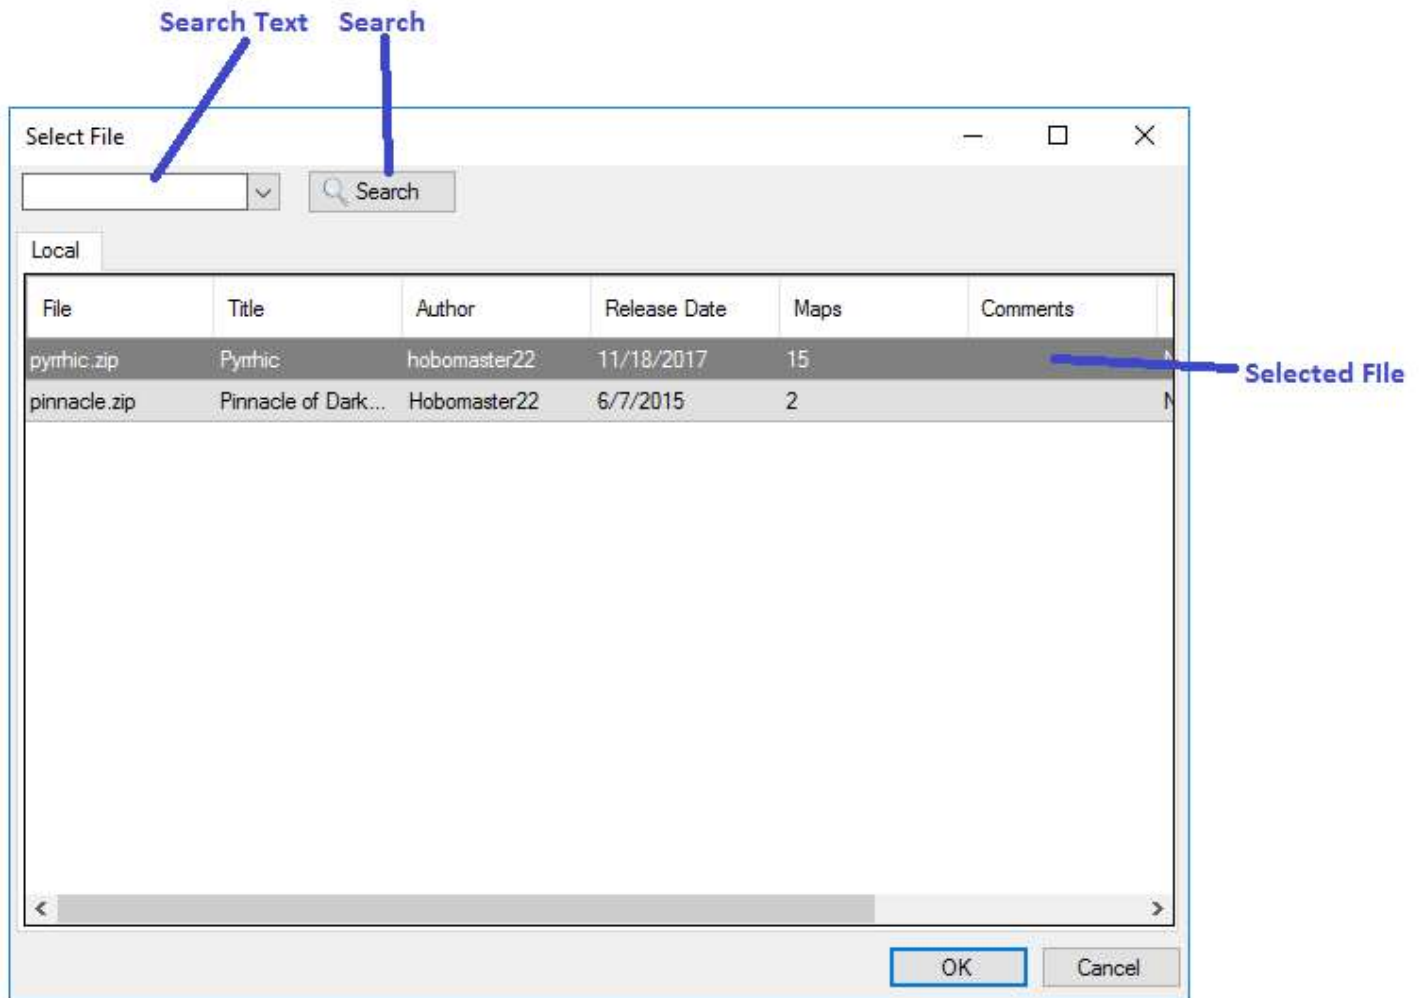 Search Text Search
Select File
Search
Local
File Title Author Release Date Maps Comments
pyrrhic.zip Pyrrhic hobomaster22 11/18/2017 15
Selected FIle
pinnacle.zip Pinnacle of Dark... Hobomaster22 6/7/2015 2
OK Cancel